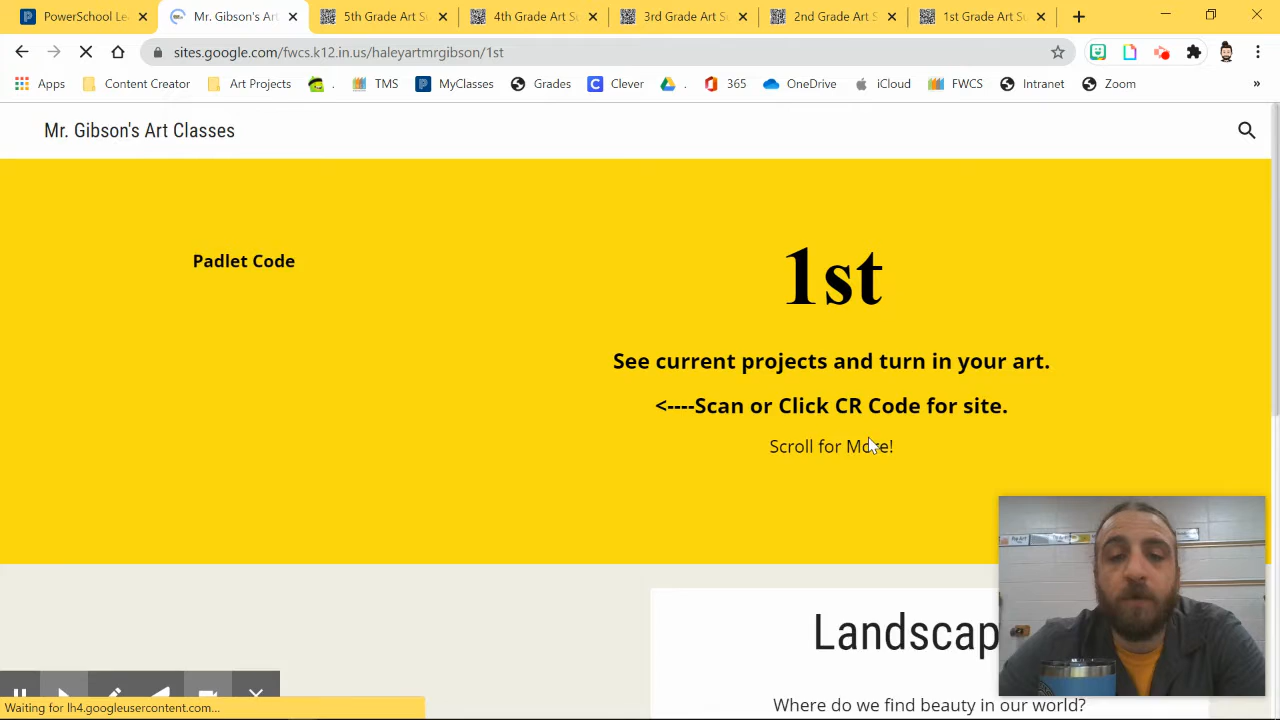 PowerSchool Le
Mr. Gibson's Art
5th Grade Art Su
4th Grade Art Su
3rd Grade Art Su
2nd Grade Art S
1st Grade Art Su
sites.google.com/fwcs.k12.in.us/haleyartmrgibson/1st
Apps
Content Creator
Art Projects
.
TMS
MyClasses
Grades
Clever
.
365
OneDrive
iCloud
FWCS
Intranet
Zoom
»
Mr. Gibson's Art Classes
Padlet Code
1st
See current projects and turn in your art.
<----Scan or Click CR Code for site.
Scroll for More!
Landscap
Where do we find beauty in our world?
Waiting for lh4.googleusercontent.com...